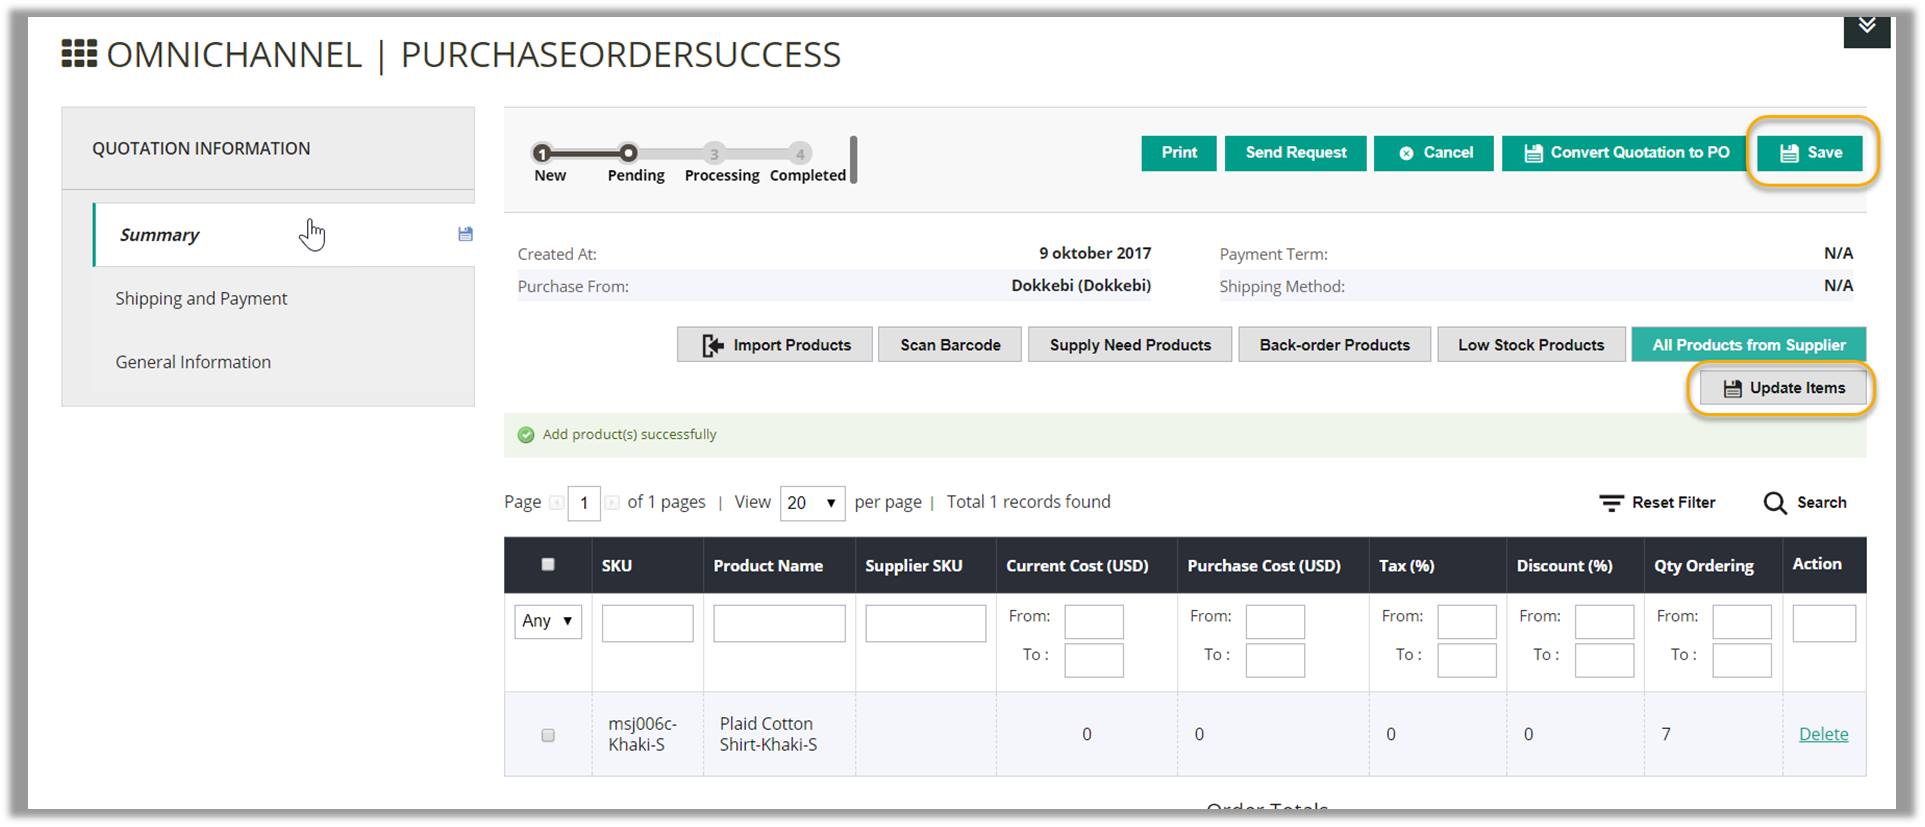 OMNICHANNEL | PURCHASEORDERSUCCESS
QUOTATION INFORMATION
Summary
Shipping and Payment
General Information
1 3 4
New Pending Processing Completed
Print Send Request Cancel Convert Quotation to PO Save
Created At: 9 oktober 2017 Payment Term: N/A
Purchase From: Dokkebi (Dokkebi) Shipping Method: N/A
Import Products Scan Barcode Supply Need Products Back-order Products Low Stock Products All Products from Supplier
Update Items
Add product(s) successfully
Page 1 of 1 pages | View 20 per page | Total 1 records found Reset Filter Search
SKU Product Name Supplier SKU Current Cost (USD) Purchase Cost (USD) Tax (%) Discount (%) Qty Ordering Action
Any From: From: From: From: From:
To : To : To : To : To :
msj006c-Khaki-S Plaid Cotton Shirt-Khaki-S 0 0 0 0 7 Delete
Order Totals